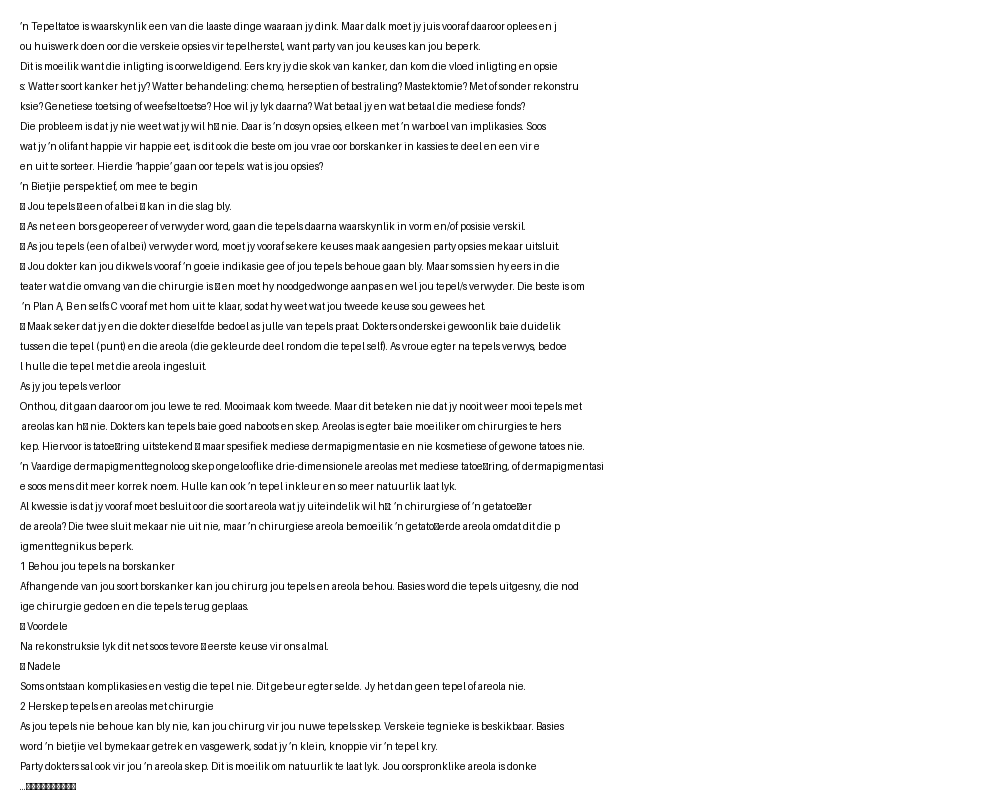 ’n Tepeltatoe is waarskynlik een van die laaste dinge waaraan jy dink. Maar dalk moet jy juis vooraf daaroor oplees en j
ou huiswerk doen oor die verskeie opsies vir tepelherstel, want party van jou keuses kan jou beperk.
Dit is moeilik want die inligting is oorweldigend. Eers kry jy die skok van kanker, dan kom die vloed inligting en opsie
s: Watter soort kanker het jy? Watter behandeling: chemo, herseptien of bestraling? Mastektomie? Met of sonder rekonstru
ksie? Genetiese toetsing of weefseltoetse? Hoe wil jy lyk daarna? Wat betaal jy en wat betaal die mediese fonds?
Die probleem is dat jy nie weet wat jy wil h□ nie. Daar is ’n dosyn opsies, elkeen met ’n warboel van implikasies. Soos
wat jy ’n olifant happie vir happie eet, is dit ook die beste om jou vrae oor borskanker in kassies te deel en een vir e
en uit te sorteer. Hierdie ‘happie’ gaan oor tepels: wat is jou opsies?
’n Bietjie perspektief, om mee te begin
□ Jou tepels □ een of albei □ kan in die slag bly.
□ As net een bors geopereer of verwyder word, gaan die tepels daarna waarskynlik in vorm en/of posisie verskil.
□ As jou tepels (een of albei) verwyder word, moet jy vooraf sekere keuses maak aangesien party opsies mekaar uitsluit.
□ Jou dokter kan jou dikwels vooraf ’n goeie indikasie gee of jou tepels behoue gaan bly. Maar soms sien hy eers in die
teater wat die omvang van die chirurgie is □ en moet hy noodgedwonge aanpas en wel jou tepel/s verwyder. Die beste is om
’n Plan A, B en selfs C vooraf met hom uit te klaar, sodat hy weet wat jou tweede keuse sou gewees het.
□ Maak seker dat jy en die dokter dieselfde bedoel as julle van tepels praat. Dokters onderskei gewoonlik baie duidelik
tussen die tepel (punt) en die areola (die gekleurde deel rondom die tepel self). As vroue egter na tepels verwys, bedoe
l hulle die tepel met die areola ingesluit.
As jy jou tepels verloor
Onthou, dit gaan daaroor om jou lewe te red. Mooimaak kom tweede. Maar dit beteken nie dat jy nooit weer mooi tepels met
areolas kan h□ nie. Dokters kan tepels baie goed naboots en skep. Areolas is egter baie moeiliker om chirurgies te hers
kep. Hiervoor is tatoe□ring uitstekend □ maar spesifiek mediese dermapigmentasie en nie kosmetiese of gewone tatoes nie.
’n Vaardige dermapigmenttegnoloog skep ongelooflike drie-dimensionele areolas met mediese tatoe□ring, of dermapigmentasi
e soos mens dit meer korrek noem. Hulle kan ook ’n tepel inkleur en so meer natuurlik laat lyk.
Al kwessie is dat jy vooraf moet besluit oor die soort areola wat jy uiteindelik wil h□: ’n chirurgiese of ’n getatoe□er
de areola? Die twee sluit mekaar nie uit nie, maar ’n chirurgiese areola bemoeilik ’n getato□erde areola omdat dit die p
igmenttegnikus beperk.
1 Behou jou tepels na borskanker
Afhangende van jou soort borskanker kan jou chirurg jou tepels en areola behou. Basies word die tepels uitgesny, die nod
ige chirurgie gedoen en die tepels terug geplaas.
□ Voordele
Na rekonstruksie lyk dit net soos tevore □ eerste keuse vir ons almal.
□ Nadele
Soms ontstaan komplikasies en vestig die tepel nie. Dit gebeur egter selde. Jy het dan geen tepel of areola nie.
2 Herskep tepels en areolas met chirurgie
As jou tepels nie behoue kan bly nie, kan jou chirurg vir jou nuwe tepels skep. Verskeie tegnieke is beskikbaar. Basies
word ’n bietjie vel bymekaar getrek en vasgewerk, sodat jy ’n klein, knoppie vir ’n tepel kry.
Party dokters sal ook vir jou ’n areola skep. Dit is moeilik om natuurlik te laat lyk. Jou oorspronklike areola is donke
...□□□□□□□□□□